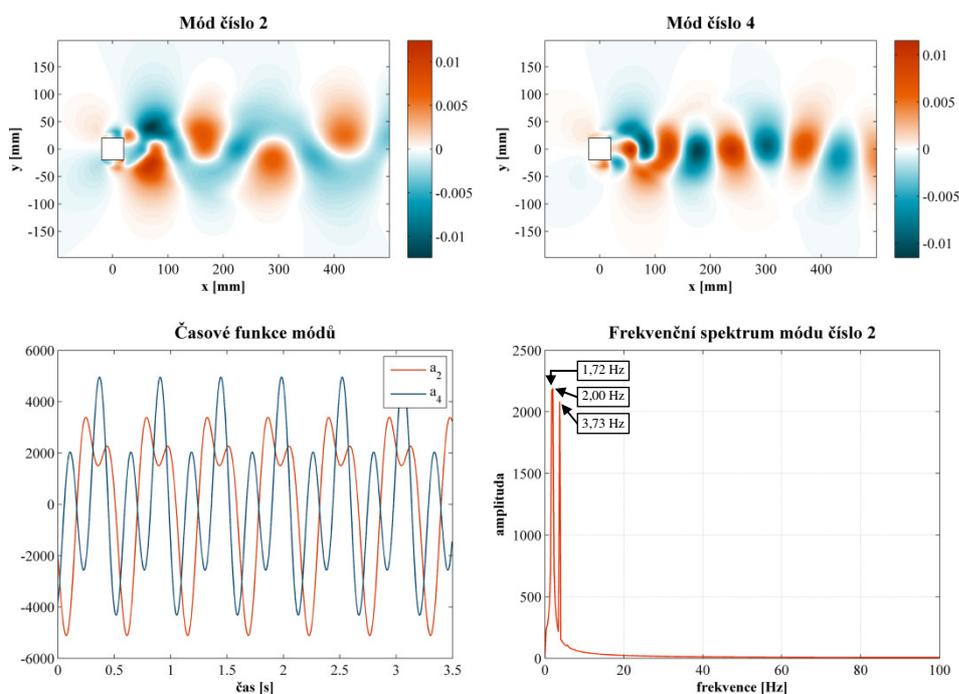 Mód číslo 2
150
100
50
0
-50
-100
-150
y [mm]
0 100 200 300 400
x [mm]
0.01
0.005
0
-0.005
-0.01
Mód číslo 4
150
100
50
0
-50
-100
-150
y [mm]
0 100 200 300 400
x [mm]
0.01
0.005
0
-0.005
-0.01
Časové funkce módů
6000
4000
2000
0
-2000
-4000
-6000
a2
a4
0 0.5 1 1.5 2 2.5 3 3.5
čas [s]
Frekvenční spektrum módu číslo 2
2500
2000
1500
1000
500
0
amplituda
1,72 Hz
2,00 Hz
3,73 Hz
0 20 40 60 80 100
frekvence [Hz]